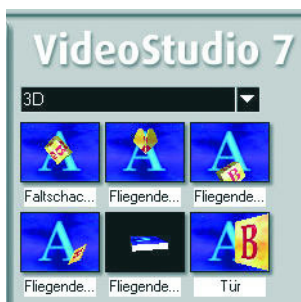 VideoStudio 7
3D
A B
A
A
Faltschac... Fliegende... Fliegende...
A
A B
Fliegende... Fliegende... Tür